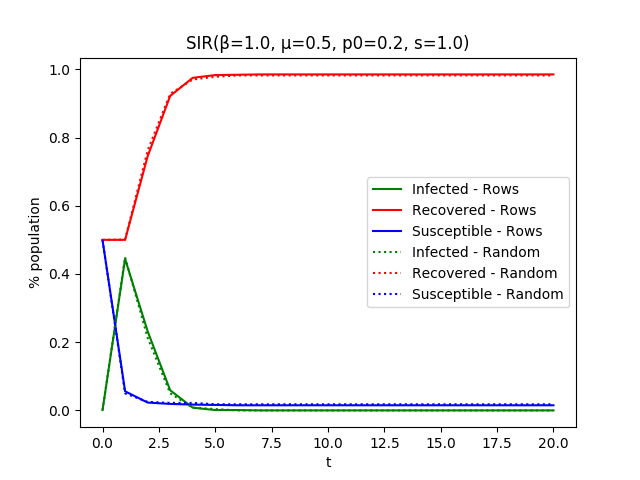 SIR(β=1.0, μ=0.5, p0=0.2, s=1.0)
1.0
0.8
0.6
0.4
0.2
0.0
% population
Infected - Rows
Recovered - Rows
Susceptible - Rows
Infected - Random
Recovered - Random
Susceptible - Random
0.0 2.5 5.0 7.5 10.0 12.5 15.0 17.5 20.0
t